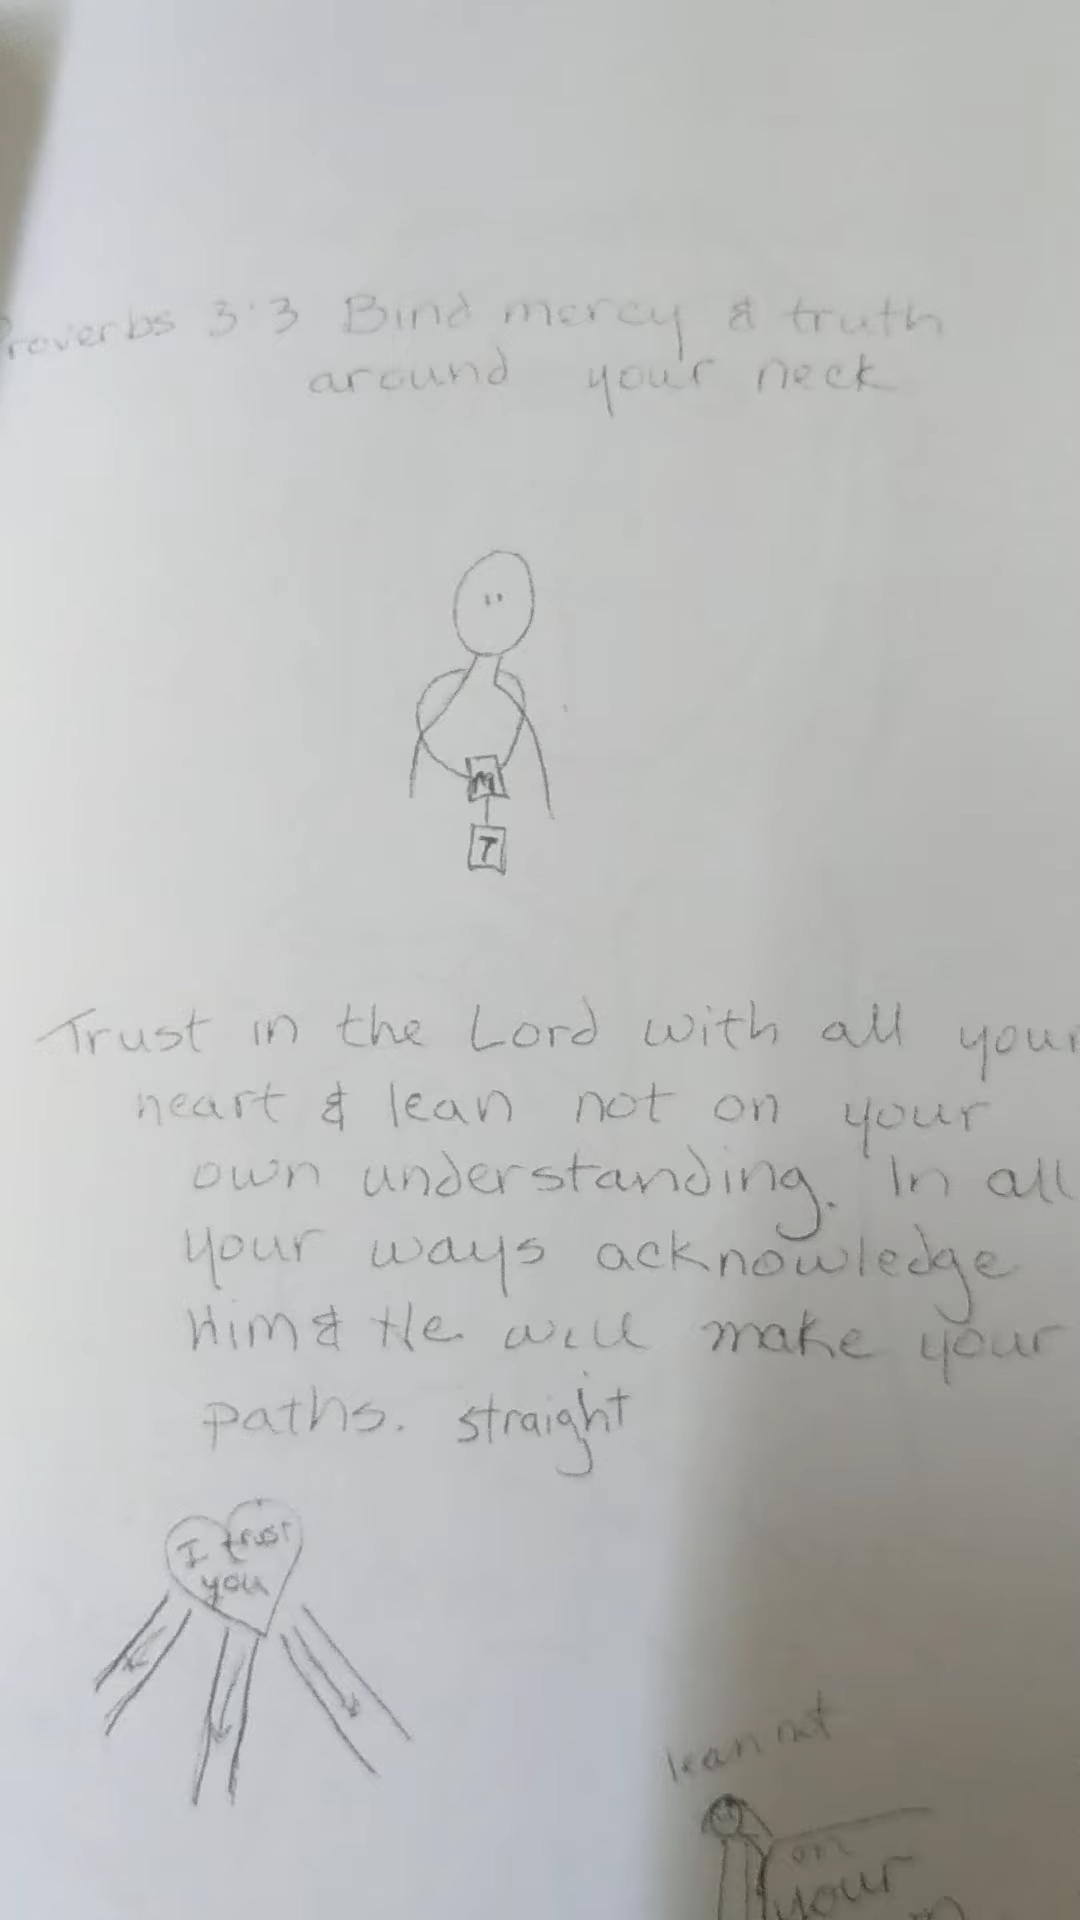 Proverbs 3:3 Bind mercy & truth
around your neck
M
T
Trust in the Lord with all your
heart & lean not on your
own understanding. In all
your ways acknowledge
Him & He will make your
paths. straight
I trust
you
lean not
on
your